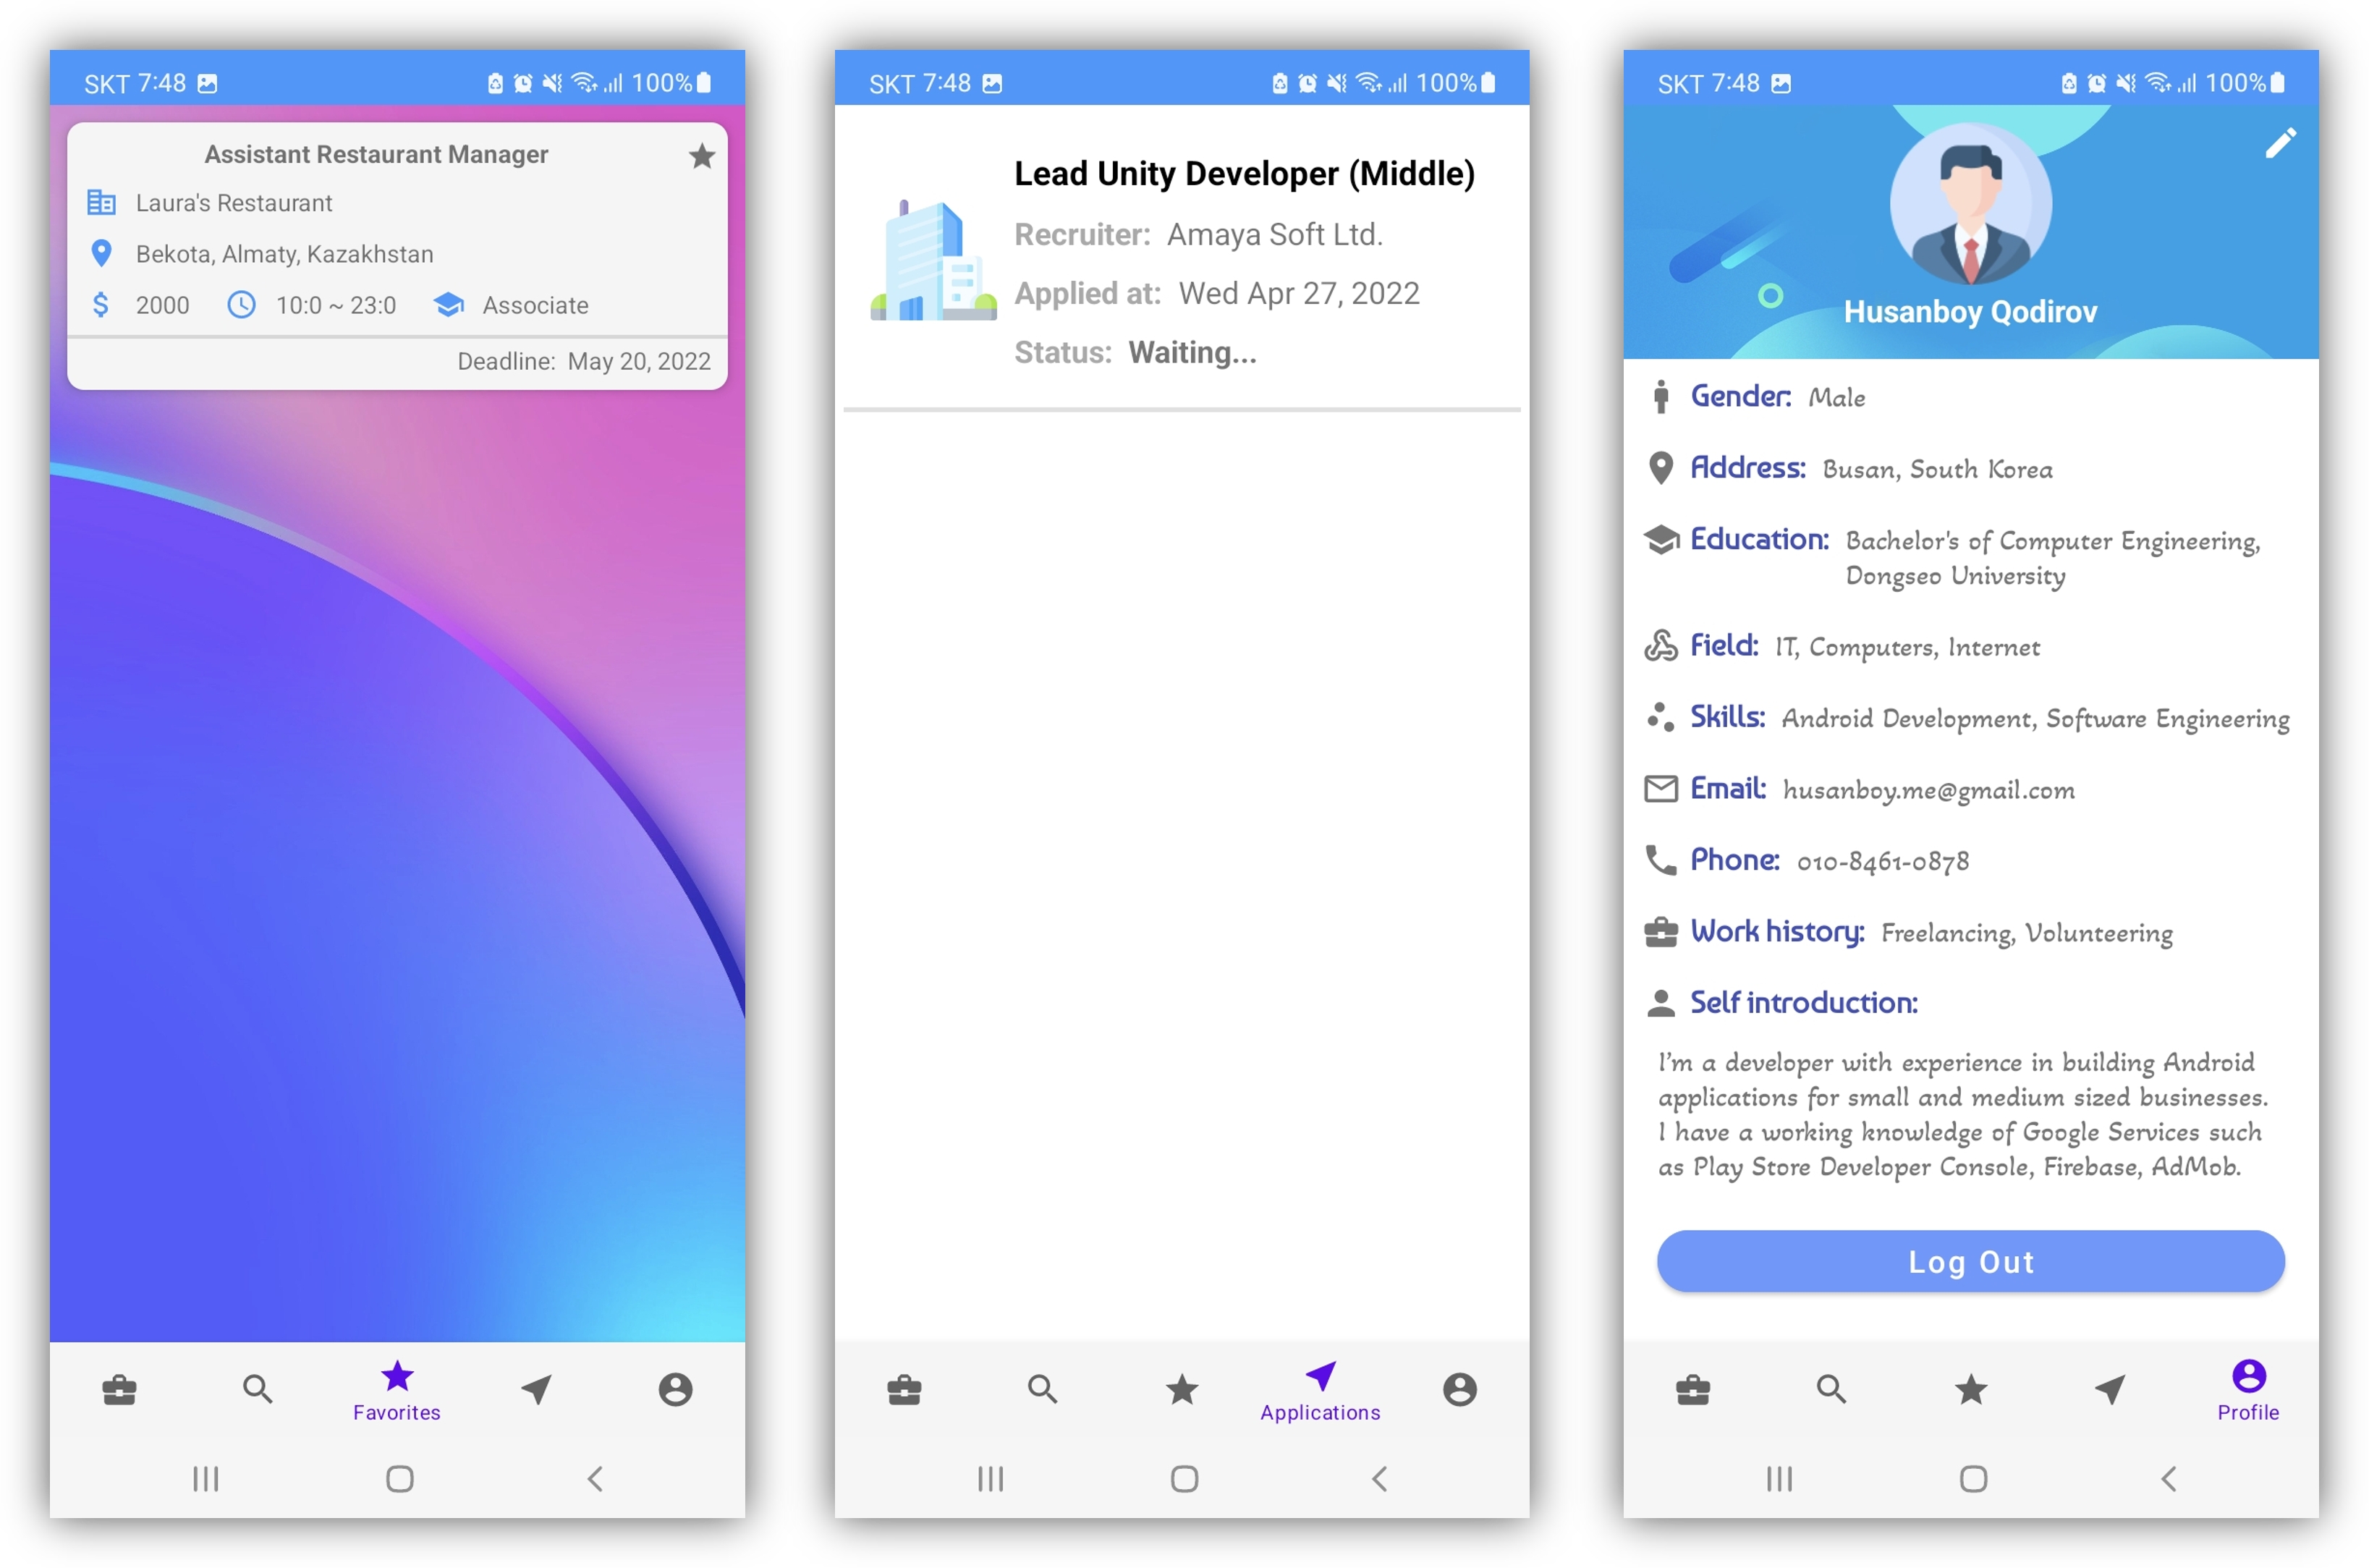 SKT 7:48 100%
Assistant Restaurant Manager
Laura's Restaurant
Bekota, Almaty, Kazakhstan
2000 10:0 ~ 23:0 Associate
Deadline: May 20, 2022
Favorites
SKT 7:48 100%
Lead Unity Developer (Middle)
Recruiter: Amaya Soft Ltd.
Applied at: Wed Apr 27, 2022
Status: Waiting...
Applications
SKT 7:48 100%
Husanboy Qodirov
Gender: Male
Address: Busan, South Korea
Education: Bachelor's of Computer Engineering,
Dongseo University
Field: IT, Computers, Internet
Skills: Android Development, Software Engineering
Email: husanboy.me@gmail.com
Phone: 010-8461-0878
Work history: Freelancing, Volunteering
Self introduction:
I'm a developer with experience in building Android
applications for small and medium sized businesses.
I have a working knowledge of Google Services such
as Play Store Developer Console, Firebase, AdMob.
Log Out
Profile